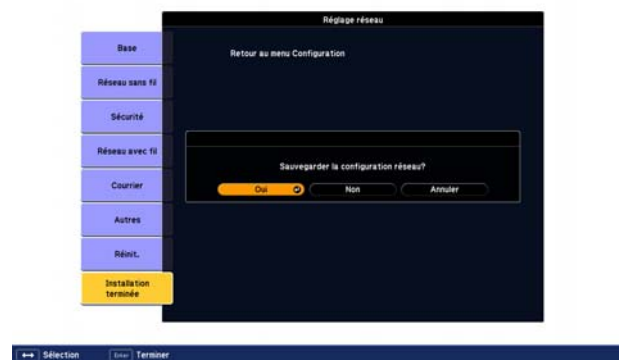 Réglage réseau
Base
Réseau sans fil
Sécurité
Réseau avec fil
Courrier
Autres
Réinit.
Installation
terminée
Retour au menu Configuration
Sauvegarder la configuration réseau?
Oui Non Annuler
Sélection Enter Terminer